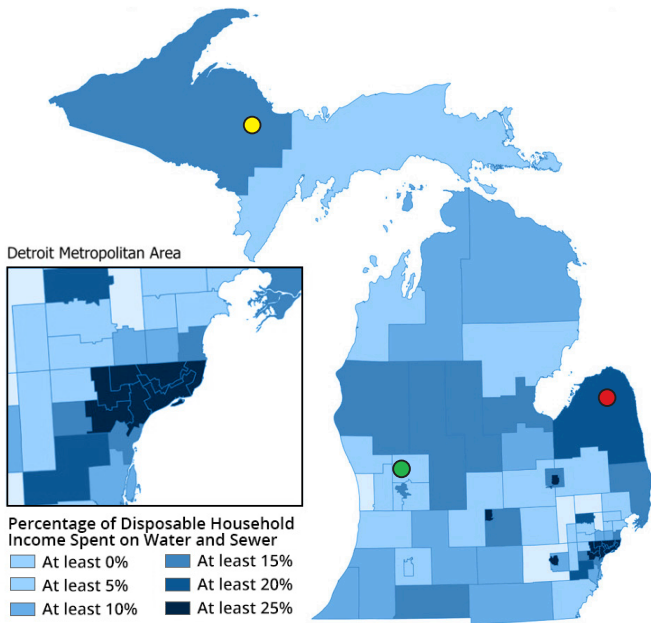 Detroit Metropolitan Area
Percentage of Disposable Household
Income Spent on Water and Sewer
At least 0%
At least 15%
At least 5%
At least 20%
At least 10%
At least 25%